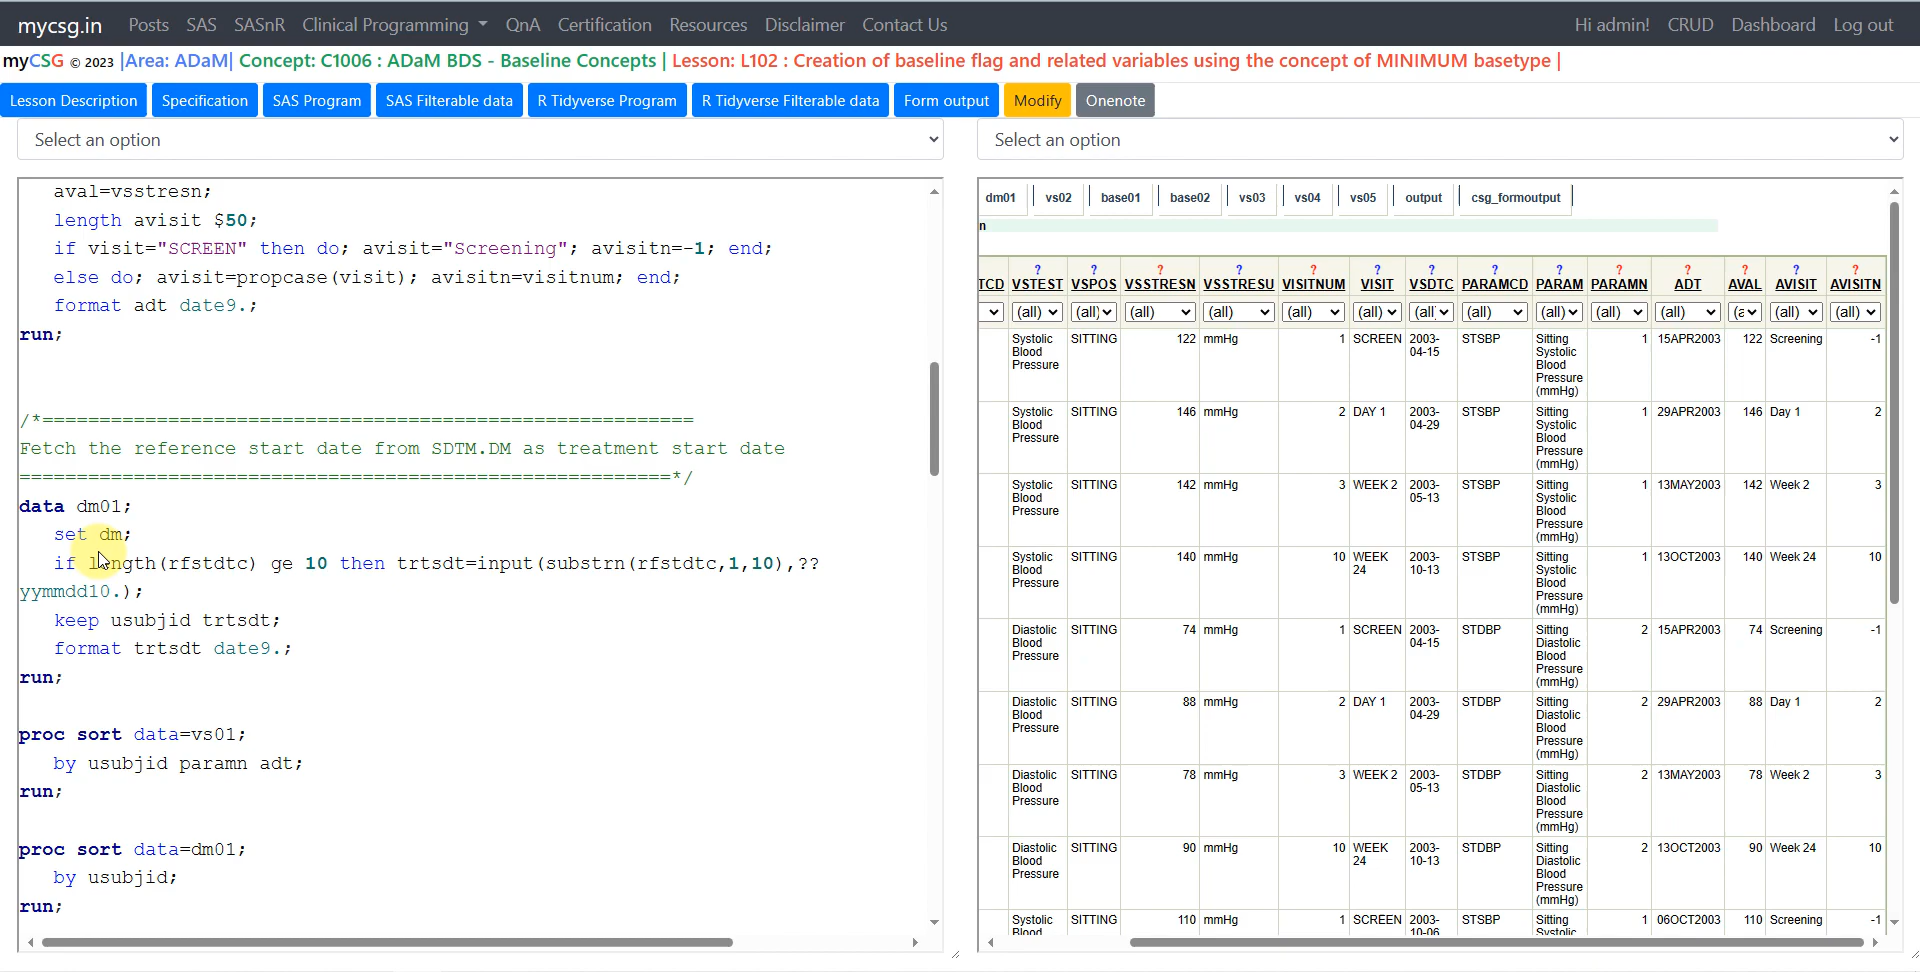 mycsg.in Posts SAS SASnR Clinical Programming QnA Certification Resources Disclaimer Contact Us Hi admin! CRUD Dashboard Log out
myCSG © 2023 |Area: ADaM| Concept: C1006 : ADaM BDS - Baseline Concepts | Lesson: L102 : Creation of baseline flag and related variables using the concept of MINIMUM basetype |
Lesson Description Specification SAS Program SAS Filterable data R Tidyverse Program R Tidyverse Filterable data Form output Modify Onenote
Select an option
aval=vsstresn;
length avisit $50;
if visit="SCREEN" then do; avisit="Screening"; avisitn=-1; end;
else do; avisit=propcase(visit); avisitn=visitnum; end;
format adt date9.;
run;
/*=========================================================
Fetch the reference start date from SDTM.DM as treatment start date
=========================================================*/
data dm01;
set dm;
if length(rfstdtc) ge 10 then trtsdt=input(substrn(rfstdtc,1,10),??
yymmdd10.);
keep usubjid trtsdt;
format trtsdt date9.;
run;
proc sort data=vs01;
by usubjid paramn adt;
run;
proc sort data=dm01;
by usubjid;
run;
Select an option
dm01 vs02 base01 base02 vs03 vs04 vs05 output csg_formoutput
n
? ? ? ? ? ? ? ? ? ? ? ? ? ?
TCD VSTEST VSPOS VSSTRESN VSSTRESU VISITNUM VISIT VSDTC PARAMCD PARAM PARAMN ADT AVAL AVISIT AVISITN
(all) (all) (all) (all) (all) (all) (all) (all) (all) (all) (all) (a (all) (all)
Systolic Blood Pressure SITTING 122 mmHg 1 SCREEN 2003-04-15 STSBP Sitting Systolic Blood Pressure (mmHg) 1 15APR2003 122 Screening -1
Systolic Blood Pressure SITTING 146 mmHg 2 DAY 1 2003-04-29 STSBP Sitting Systolic Blood Pressure (mmHg) 1 29APR2003 146 Day 1 2
Systolic Blood Pressure SITTING 142 mmHg 3 WEEK 2 2003-05-13 STSBP Sitting Systolic Blood Pressure (mmHg) 1 13MAY2003 142 Week 2 3
Systolic Blood Pressure SITTING 140 mmHg 10 WEEK 24 2003-10-13 STSBP Sitting Systolic Blood Pressure (mmHg) 1 13OCT2003 140 Week 24 10
Diastolic Blood Pressure SITTING 74 mmHg 1 SCREEN 2003-04-15 STDBP Sitting Diastolic Blood Pressure (mmHg) 2 15APR2003 74 Screening -1
Diastolic Blood Pressure SITTING 88 mmHg 2 DAY 1 2003-04-29 STDBP Sitting Diastolic Blood Pressure (mmHg) 2 29APR2003 88 Day 1 2
Diastolic Blood Pressure SITTING 78 mmHg 3 WEEK 2 2003-05-13 STDBP Sitting Diastolic Blood Pressure (mmHg) 2 13MAY2003 78 Week 2 3
Diastolic Blood Pressure SITTING 90 mmHg 10 WEEK 24 2003-10-13 STDBP Sitting Diastolic Blood Pressure (mmHg) 2 13OCT2003 90 Week 24 10
Systolic Blood SITTING 110 mmHg 1 SCREEN 2003-10-06 STSBP Sitting Systolic 1 06OCT2003 110 Screening -1